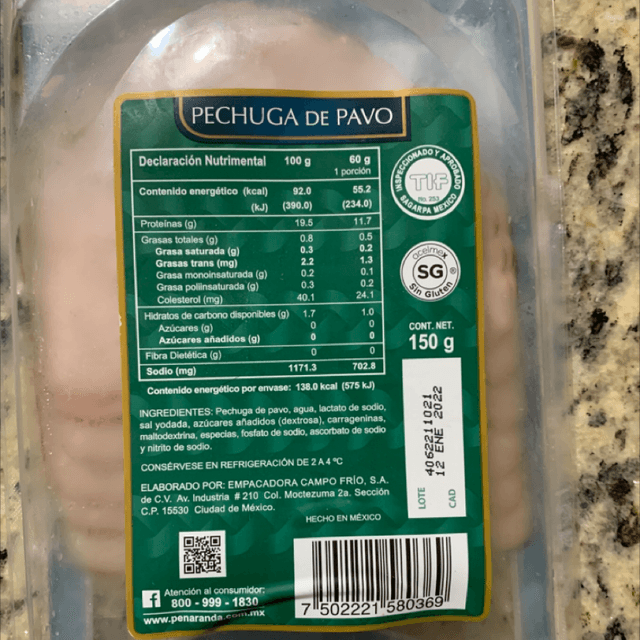 PECHUGA DE PAVO
Declaración Nutrimental 100 g 60 g
1 porción
Contenido energético (kcal) 92.0 55.2
(kJ) (390.0) (234.0)
Proteínas (g) 19.5 11.7
Grasas totales (g) 0.8 0.5
Grasa saturada (g) 0.3 0.2
Grasas trans (mg) 2.2 1.3
Grasa monoinsaturada (g) 0.2 0.1
Grasa poliinsaturada (g) 0.3 0.2
Colesterol (mg) 40.1 24.1
Hidratos de carbono disponibles (g) 1.7 1.0
Azúcares (g) 0 0
Azúcares añadidos (g) 0 0
Fibra Dietética (g) 0 0
Sodio (mg) 1171.3 702.8
Contenido energético por envase: 138.0 kcal (575 kJ)
INGREDIENTES: Pechuga de pavo, agua, lactato de sodio,
sal yodada, azúcares añadidos (dextrosa), carrageninas,
maltodextrina, especias, fosfato de sodio, ascorbato de sodio
y nitrito de sodio.
CONSÉRVESE EN REFRIGERACIÓN DE 2 A 4 ºC
ELABORADO POR: EMPACADORA CAMPO FRÍO, S.A.
de C.V. Av. Industria # 210 Col. Moctezuma 2a. Sección
C.P. 15530 Ciudad de México.
HECHO EN MÉXICO
Atención al consumidor:
800 - 999 - 1830
www.penaranda.com.mx
INSPECCIONADO Y APROBADO
TIF
SAGARPA MEXICO
acelmex
SG ®
Sin Gluten
CONT. NET.
150 g
LOTE 4062211021
CAD 12 ENE 2022
7 502221 580369